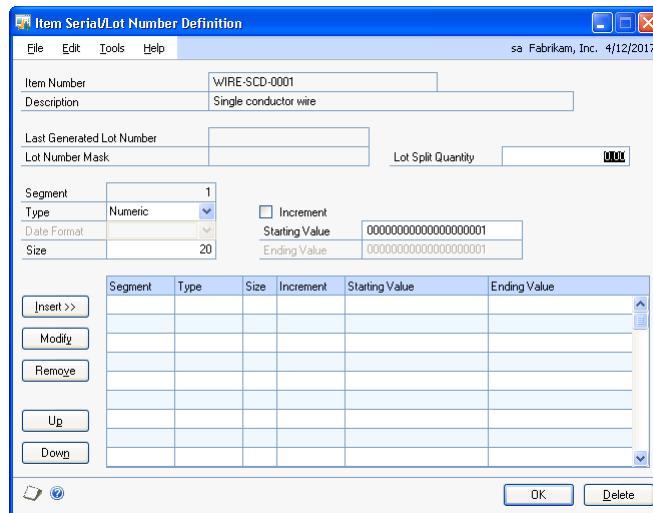 Item Serial/Lot Number Definition
File Edit Tools Help sa Fabrikam, Inc. 4/12/2017
Item Number WIRE-SCD-0001
Description Single conductor wire
Last Generated Lot Number
Lot Number Mask Lot Split Quantity 0.00
Segment 1
Type Numeric Increment
Date Format Starting Value 00000000000000000001
Size 20 Ending Value 00000000000000000001
Segment Type Size Increment Starting Value Ending Value
Insert >>
Modify
Remove
Up
Down
OK Delete